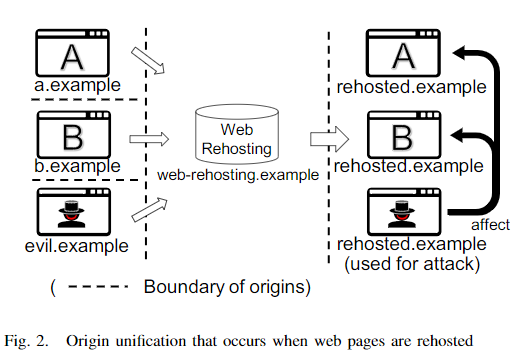 A
a.example
B
b.example
evil.example
Web
Rehosting
web-rehosting.example
A
rehosted.example
B
rehosted.example
affect
rehosted.example
(used for attack)
( ----- Boundary of origins)
Fig. 2. Origin unification that occurs when web pages are rehosted